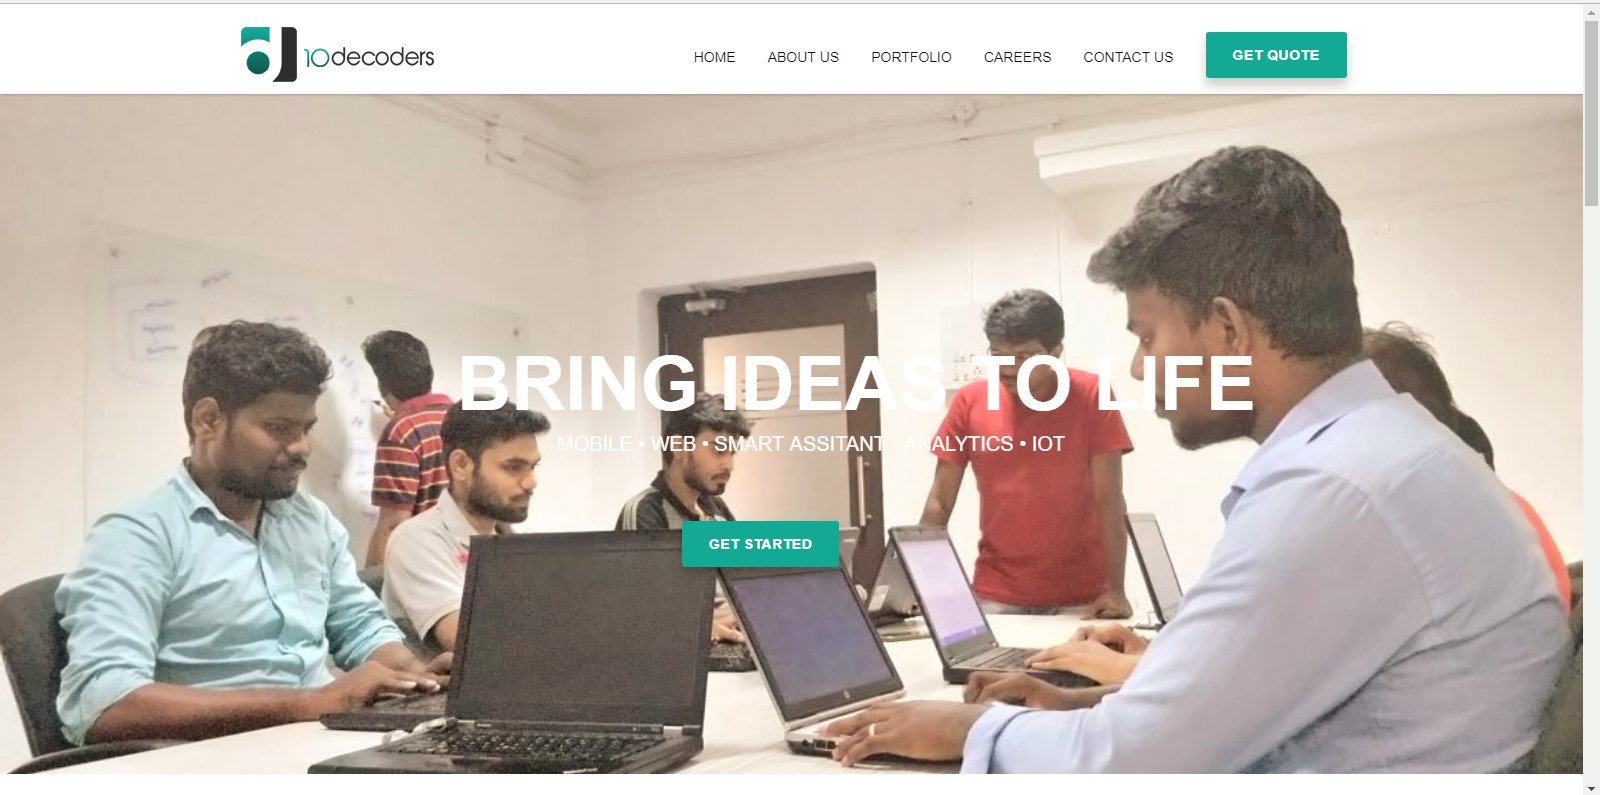 10decoders
HOME ABOUT US PORTFOLIO CAREERS CONTACT US GET QUOTE
BRING IDEAS TO LIFE
MOBILE • WEB • SMART ASSITANT • ANALYTICS • IOT
GET STARTED